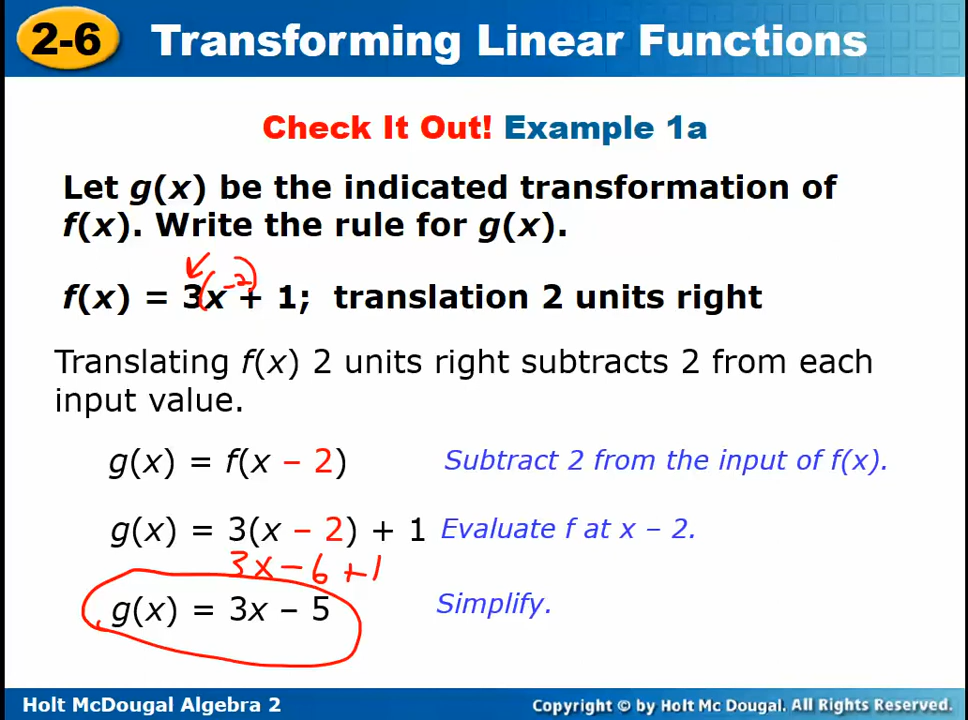 2-6 Transforming Linear Functions
Check It Out! Example 1a
Let g(x) be the indicated transformation of
f(x). Write the rule for g(x).
(-2)
f(x) = 3x + 1; translation 2 units right
Translating f(x) 2 units right subtracts 2 from each
input value.
g(x) = f(x – 2) Subtract 2 from the input of f(x).
g(x) = 3(x – 2) + 1 Evaluate f at x – 2.
3x - 6 + 1
g(x) = 3x – 5 Simplify.
Holt McDougal Algebra 2 Copyright © by Holt Mc Dougal. All Rights Reserved.